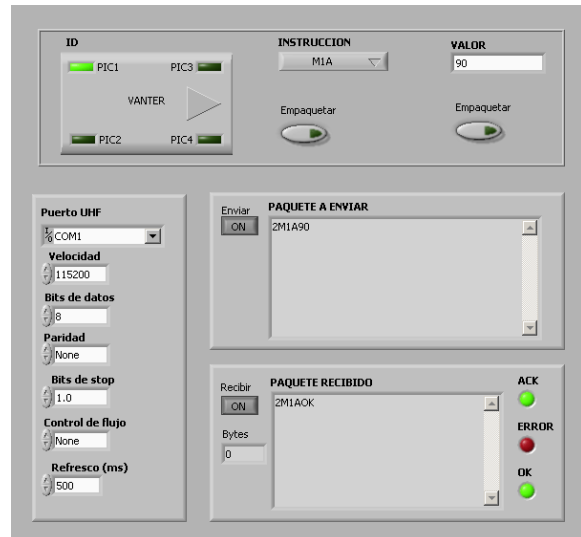 ID
INSTRUCCION
VALOR
PIC1
PIC3
M1A
90
VANTER
Empaquetar
Empaquetar
PIC2
PIC4
Puerto UHF
COM1
Velocidad
115200
Bits de datos
8
Paridad
None
Bits de stop
1.0
Control de flujo
None
Refresco (ms)
500
Enviar
PAQUETE A ENVIAR
ON
2M1A90
Recibir
PAQUETE RECIBIDO
ON
2M1AOK
Bytes
0
ACK
ERROR
OK